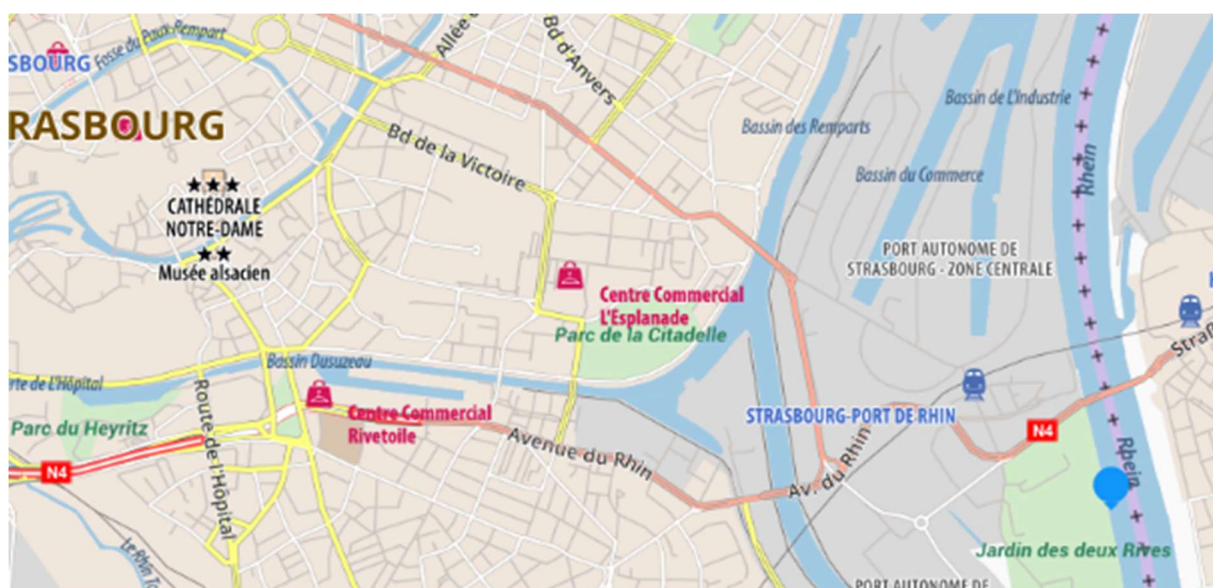 SBOURG
Fosse du Faux-Rempart
Allée
Bd d'Anvers
RASBOURG
Bd de la Victoire
Bassin des Remparts
Bassin de L'Industrie
Bassin du Commerce
Rhein
CATHÉDRALE
NOTRE-DAME
Musée alsacien
PORT AUTONOME DE
STRASBOURG - ZONE CENTRALE
Centre Commercial
L'Esplanade
Parc de la Citadelle
Bassin Dusuzeau
rte de L'Hôpital
Route de l'Hôpital
Parc du Heyritz
Centre Commercial
Rivetoile
STRASBOURG-PORT DE RHIN
N4
N4
Avenue du Rhin
Av. du Rhin
Rhein
Jardin des deux Rives
Le Rhin
PORT AUTONOME DE